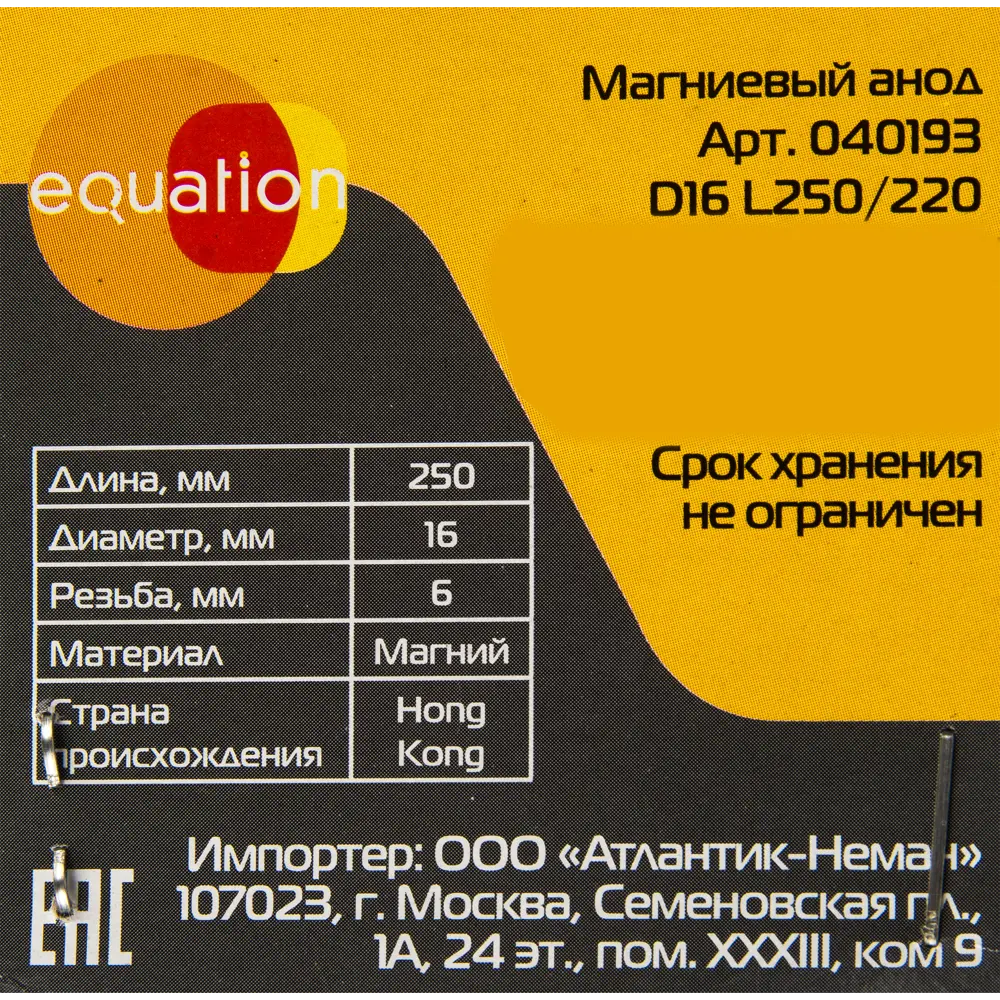 equation
Магниевый анод
Арт. 040193
D16 L250/220
Срок хранения
не ограничен
Длина, мм 250
Диаметр, мм 16
Резьба, мм 6
Материал Магний
Страна
происхождения
Hong
Kong
Импортер: ООО «Атлантик-Неман»
107023, г. Москва, Семеновская пл.,
1А, 24 эт., пом. XXXIII, ком 9
EAC